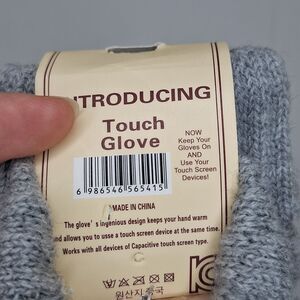 NTRODUCING
Touch
Glove
NOW
Keep Your
Gloves On
AND
Use Your
Touch Screen
Devices!
6 986546 565415
MADE IN CHINA
The glove's ingenious design keeps your hand warm
and allows you to usse a touch screen device at the same time.
Works with all devices of Capacitive touch screen type.
원산지 중국